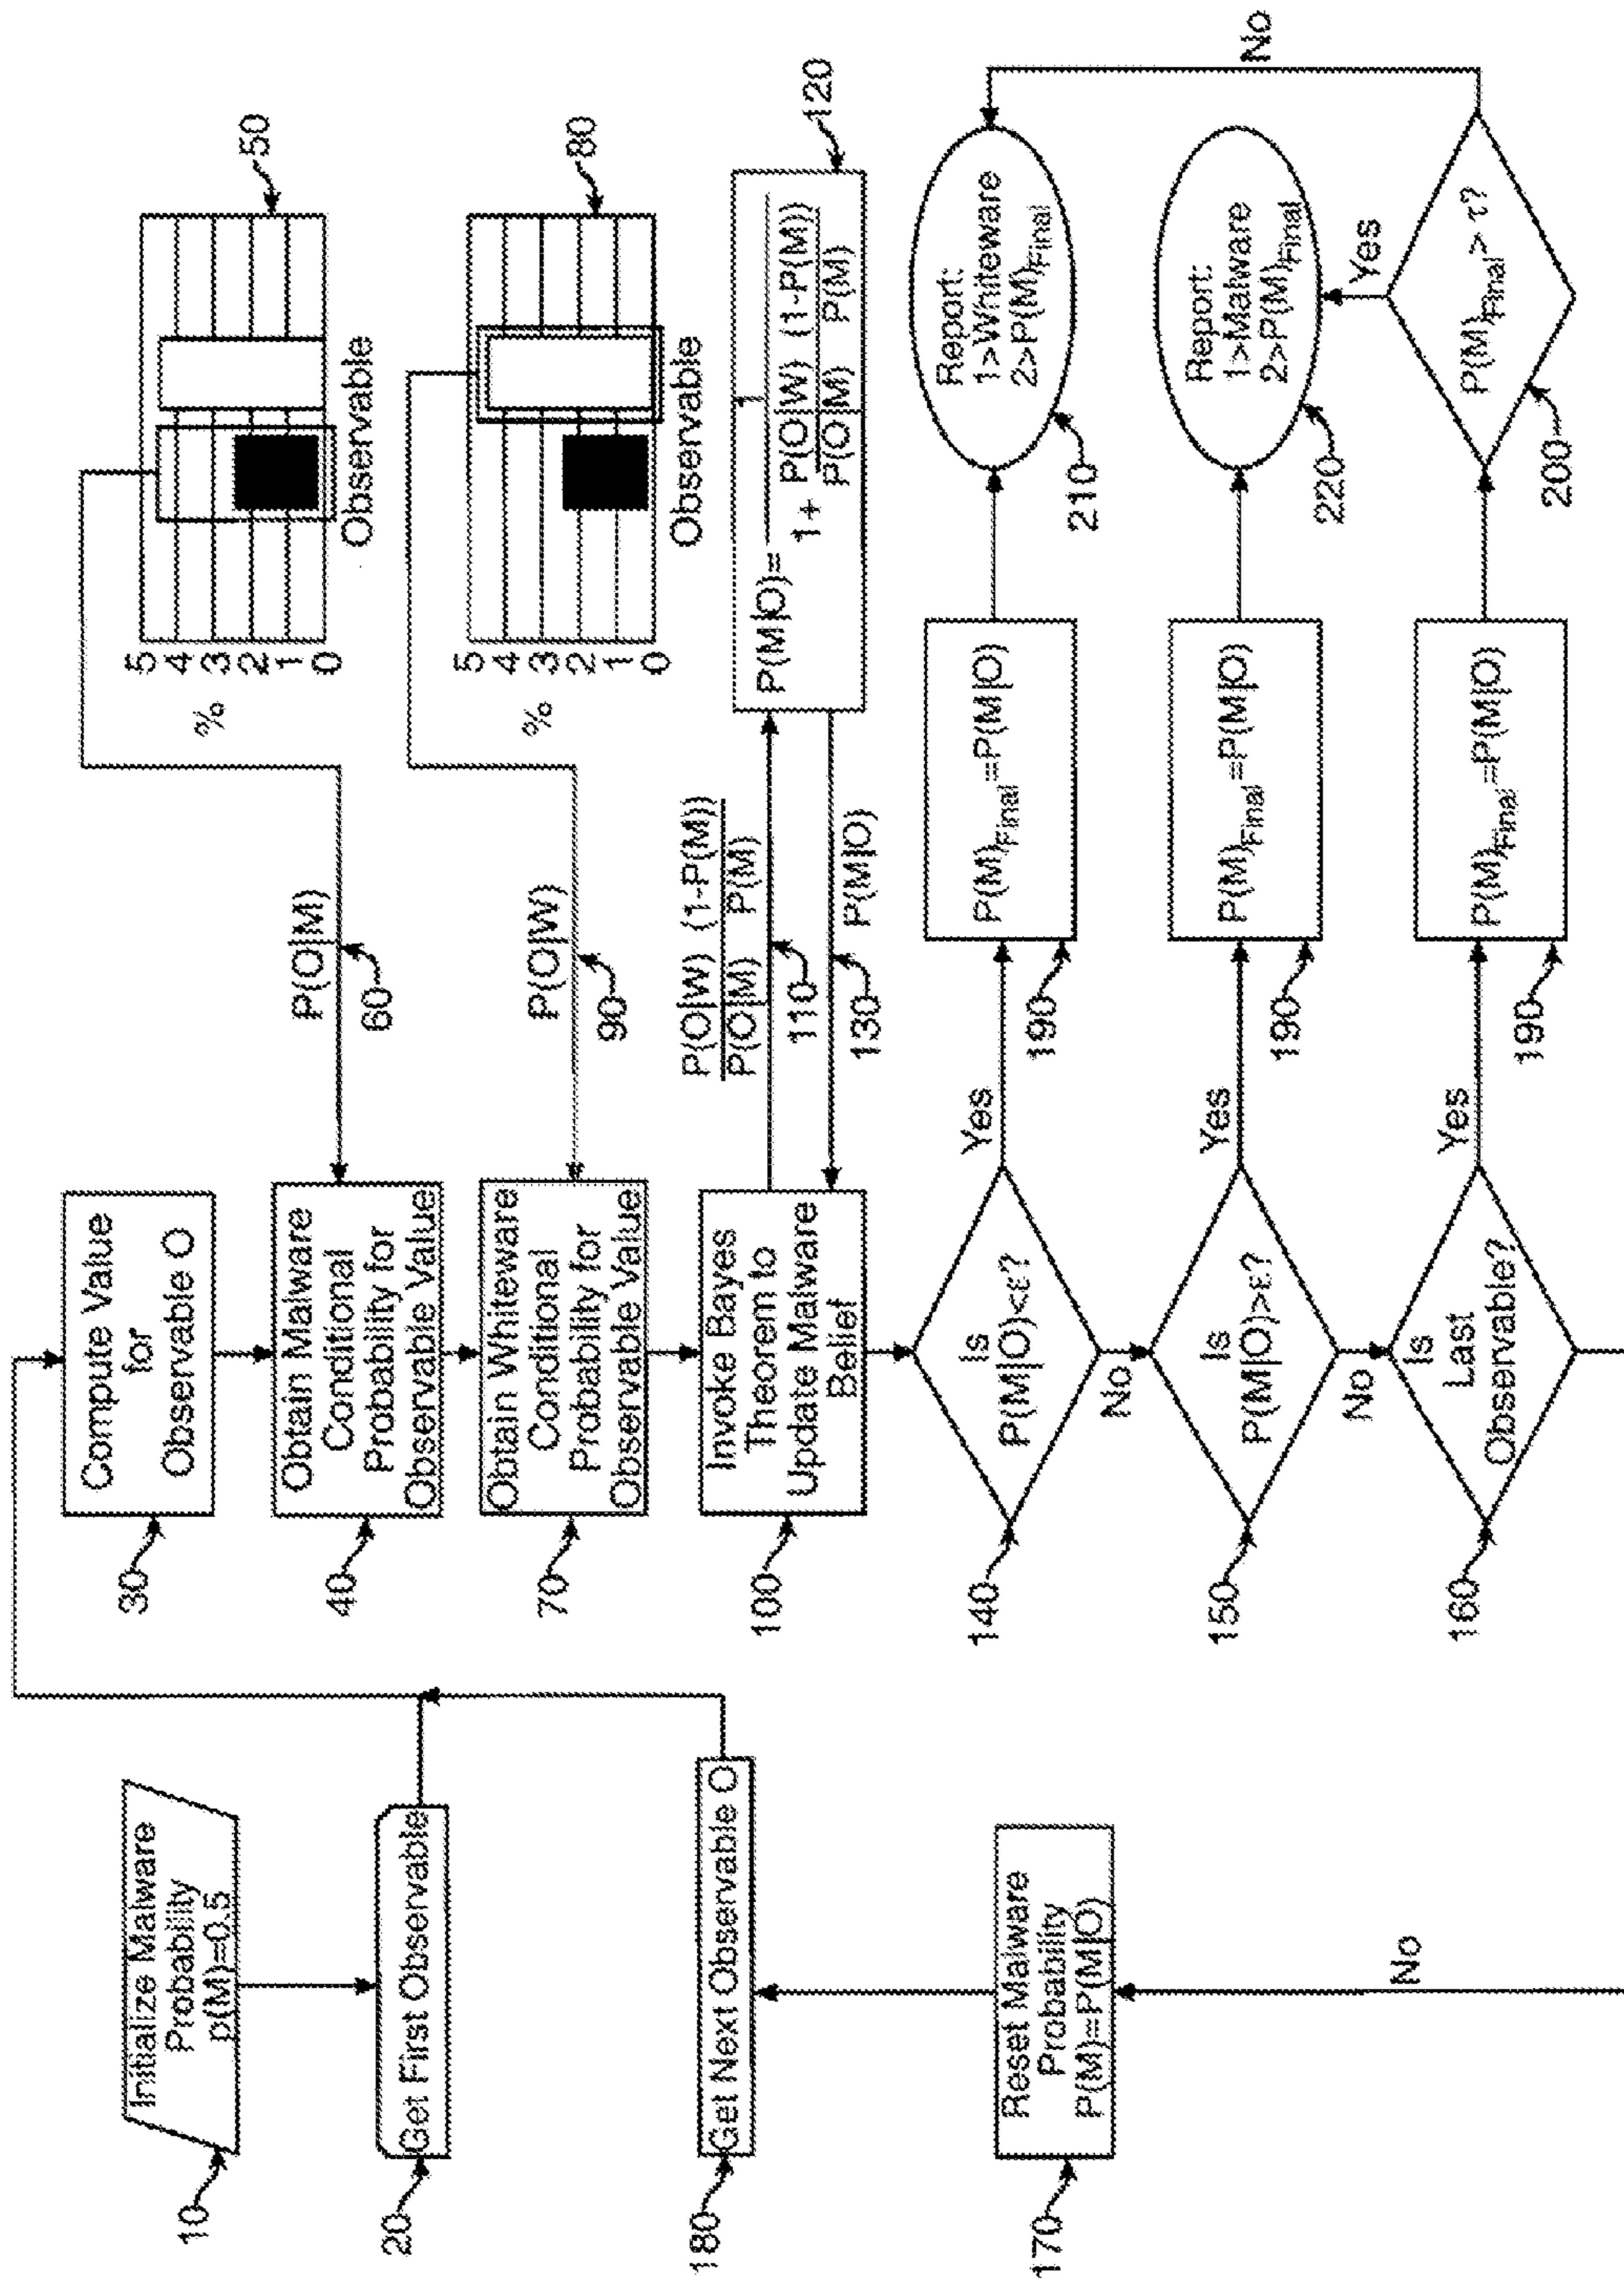 10
Initialize Malware
Probability
p(M)=0.5
20
Get First Observable
180
Get Next Observable O
170
Reset Malware
Probability
P(M)=P(M|O)
No
30
Compute Value
for
Observable O
40
Obtain Malware
Conditional
Probability for
Observable Value
70
Obtain Whiteware
Conditional
Probability for
Observable Value
100
Invoke Bayes
Theorem to
Update Malware
Belief
140
Is
P(M|O)<ε?
Yes
No
150
Is
P(M|O)>ε?
Yes
No
160
Is
Last
Observable?
Yes
P(O|M)
60
P(O|W)
90
P(O|W) (1-P(M))
P(O|M) P(M)
110
P(M|O)
130
5
4
3
2
1
0
%
Observable
50
5
4
3
2
1
0
%
Observable
80
P(M|O)=
1
1+
P(O|W) (1-P(M))
P(O|M) P(M)
120
P(M)Final=P(M|O)
190
P(M)Final=P(M|O)
190
P(M)Final=P(M|O)
190
Report:
1>Whiteware
2>P(M)Final
210
Report:
1>Malware
2>P(M)Final
220
P(M)Final> τ?
200
Yes
No